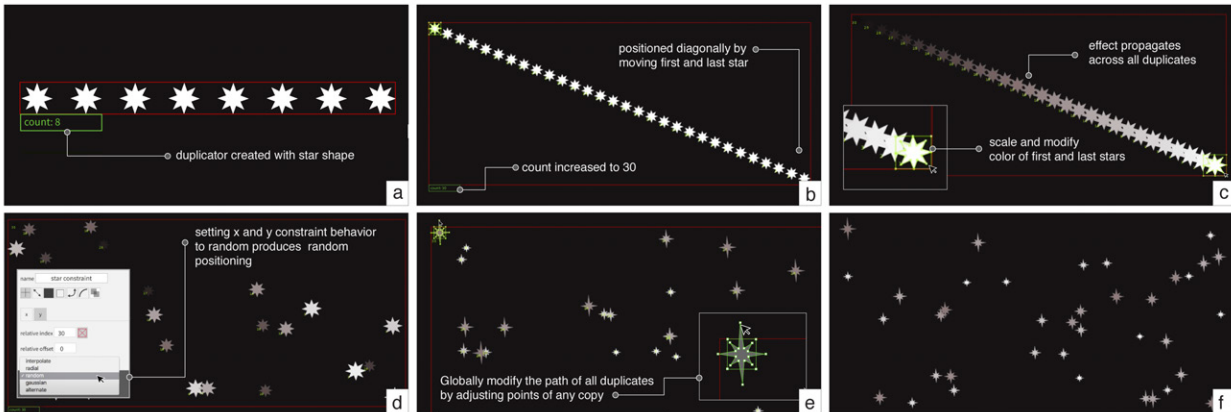 count: 8
duplicator created with star shape
a
positioned diagonally by
moving first and last star
count increased to 30
b
effect propagates
across all duplicates
scale and modify
color of first and last stars
c
setting x and y constraint behavior
to random produces random
positioning
name star constraint
relative index 30
relative offset 0
interpolate
radial
random
gaussian
alternate
d
Globally modify the path of all duplicates
by adjusting points of any copy
e
f